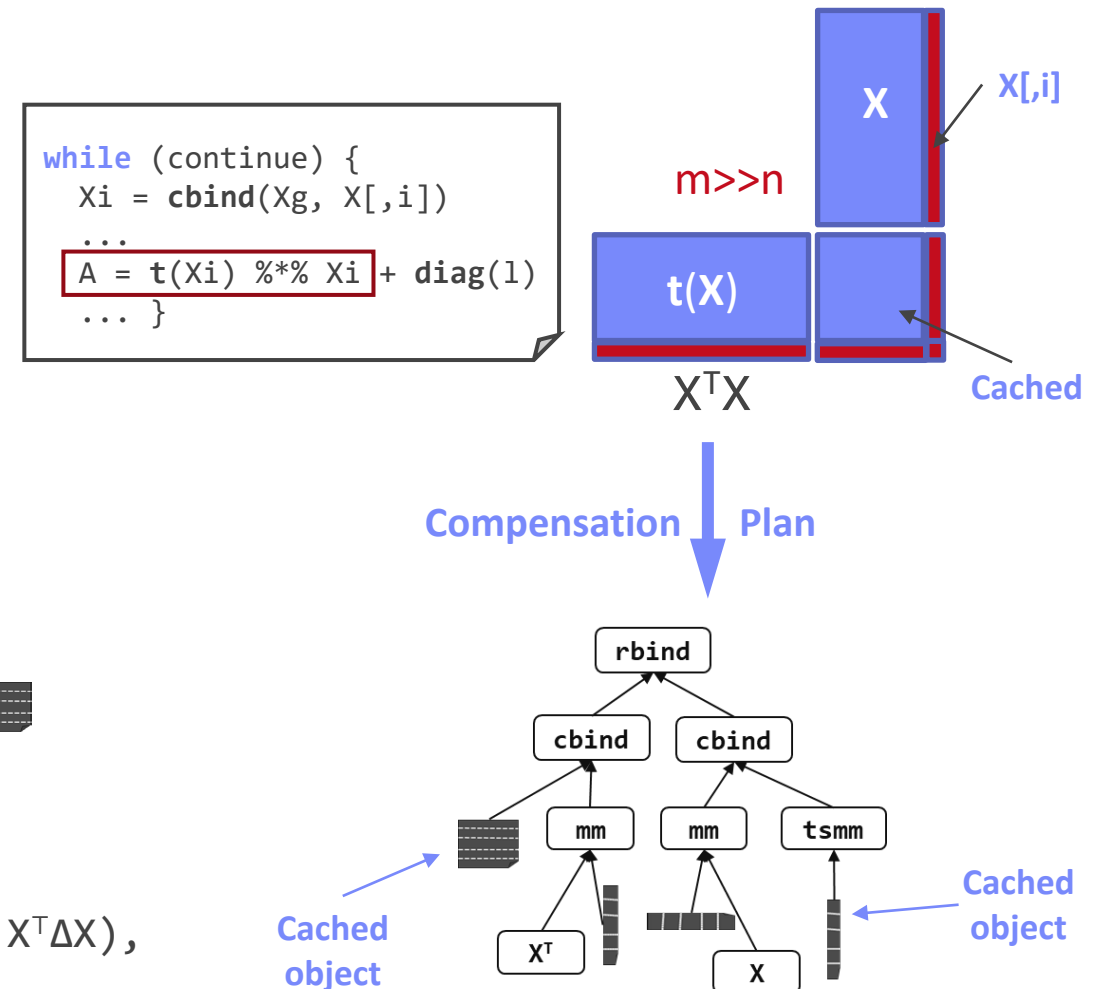 while (continue) {
Xi = cbind(Xg, X[,i])
...
A = t(Xi) %*% Xi + diag(l)
... }
X
X[,i]
m>>n
t(X)
Cached
XᵀX
Compensation Plan
rbind
cbind cbind
mm mm tsmm
Cached
object
Xᵀ
X
Cached
object
XᵀΔX),